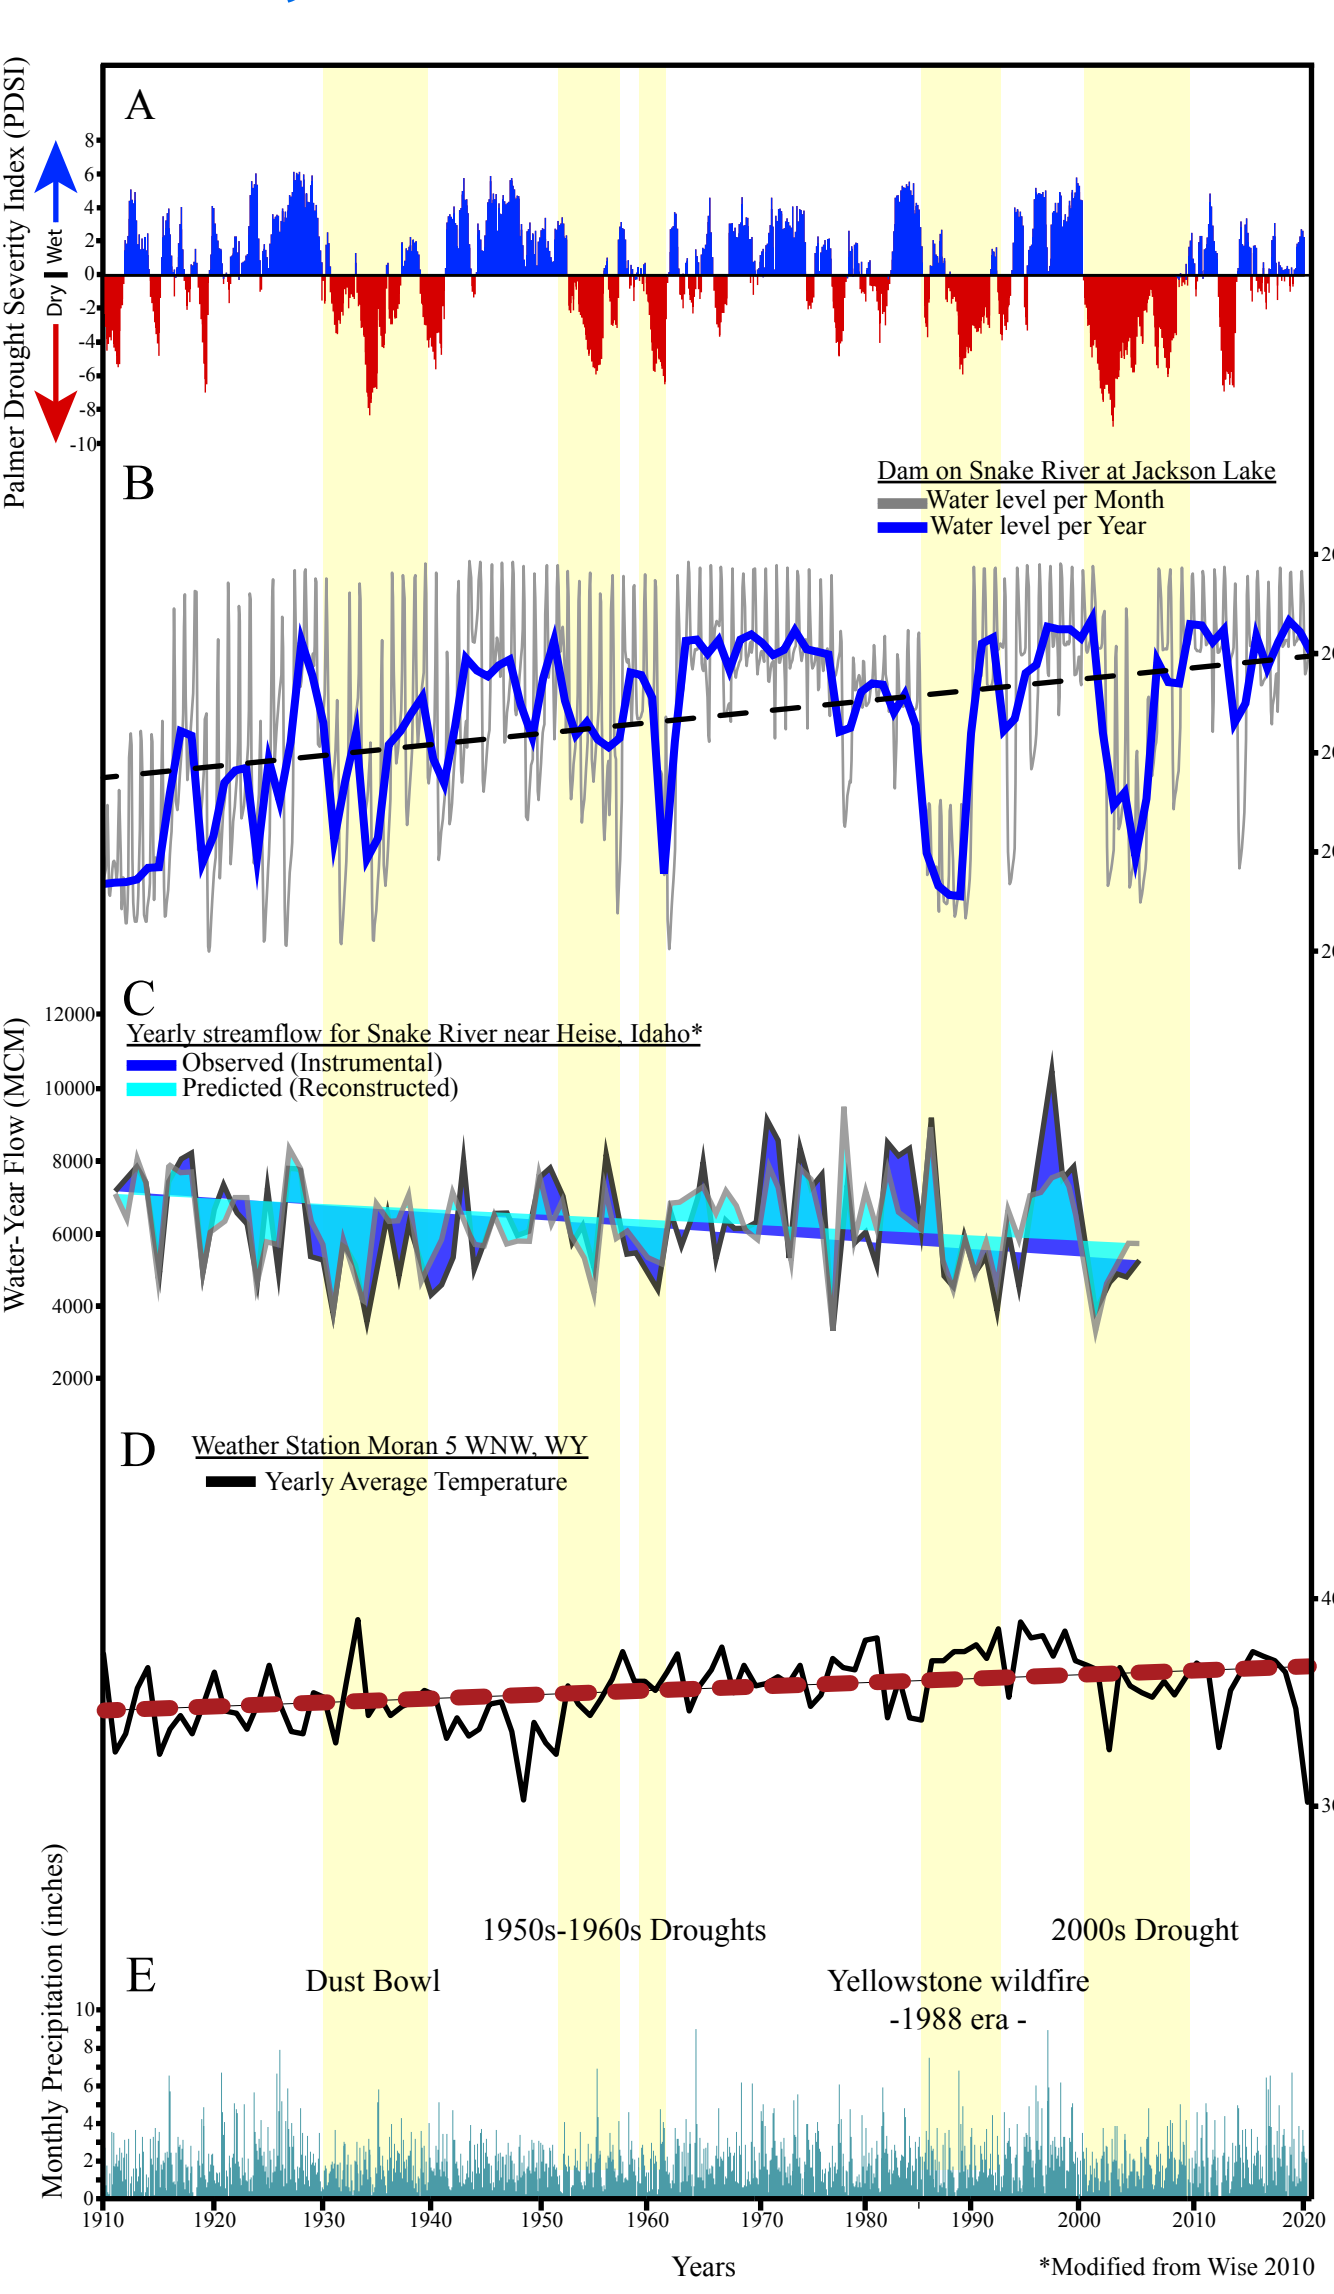 A
Palmer Drought Severity Index (PDSI)
Dry | Wet
8
6
4
2
0
-2
-4
-6
-8
-10
B
Dam on Snake River at Jackson Lake
Water level per Month
Water level per Year
C
Yearly streamflow for Snake River near Heise, Idaho*
Observed (Instrumental)
Predicted (Reconstructed)
Water-Year Flow (MCM)
12000
10000
8000
6000
4000
2000
D
Weather Station Moran 5 WNW, WY
Yearly Average Temperature
1950s-1960s Droughts
2000s Drought
E
Dust Bowl
Yellowstone wildfire
-1988 era -
Monthly Precipitation (inches)
10
8
6
4
2
0
1910 1920 1930 1940 1950 1960 1970 1980 1990 2000 2010 2020
Years
*Modified from Wise 2010